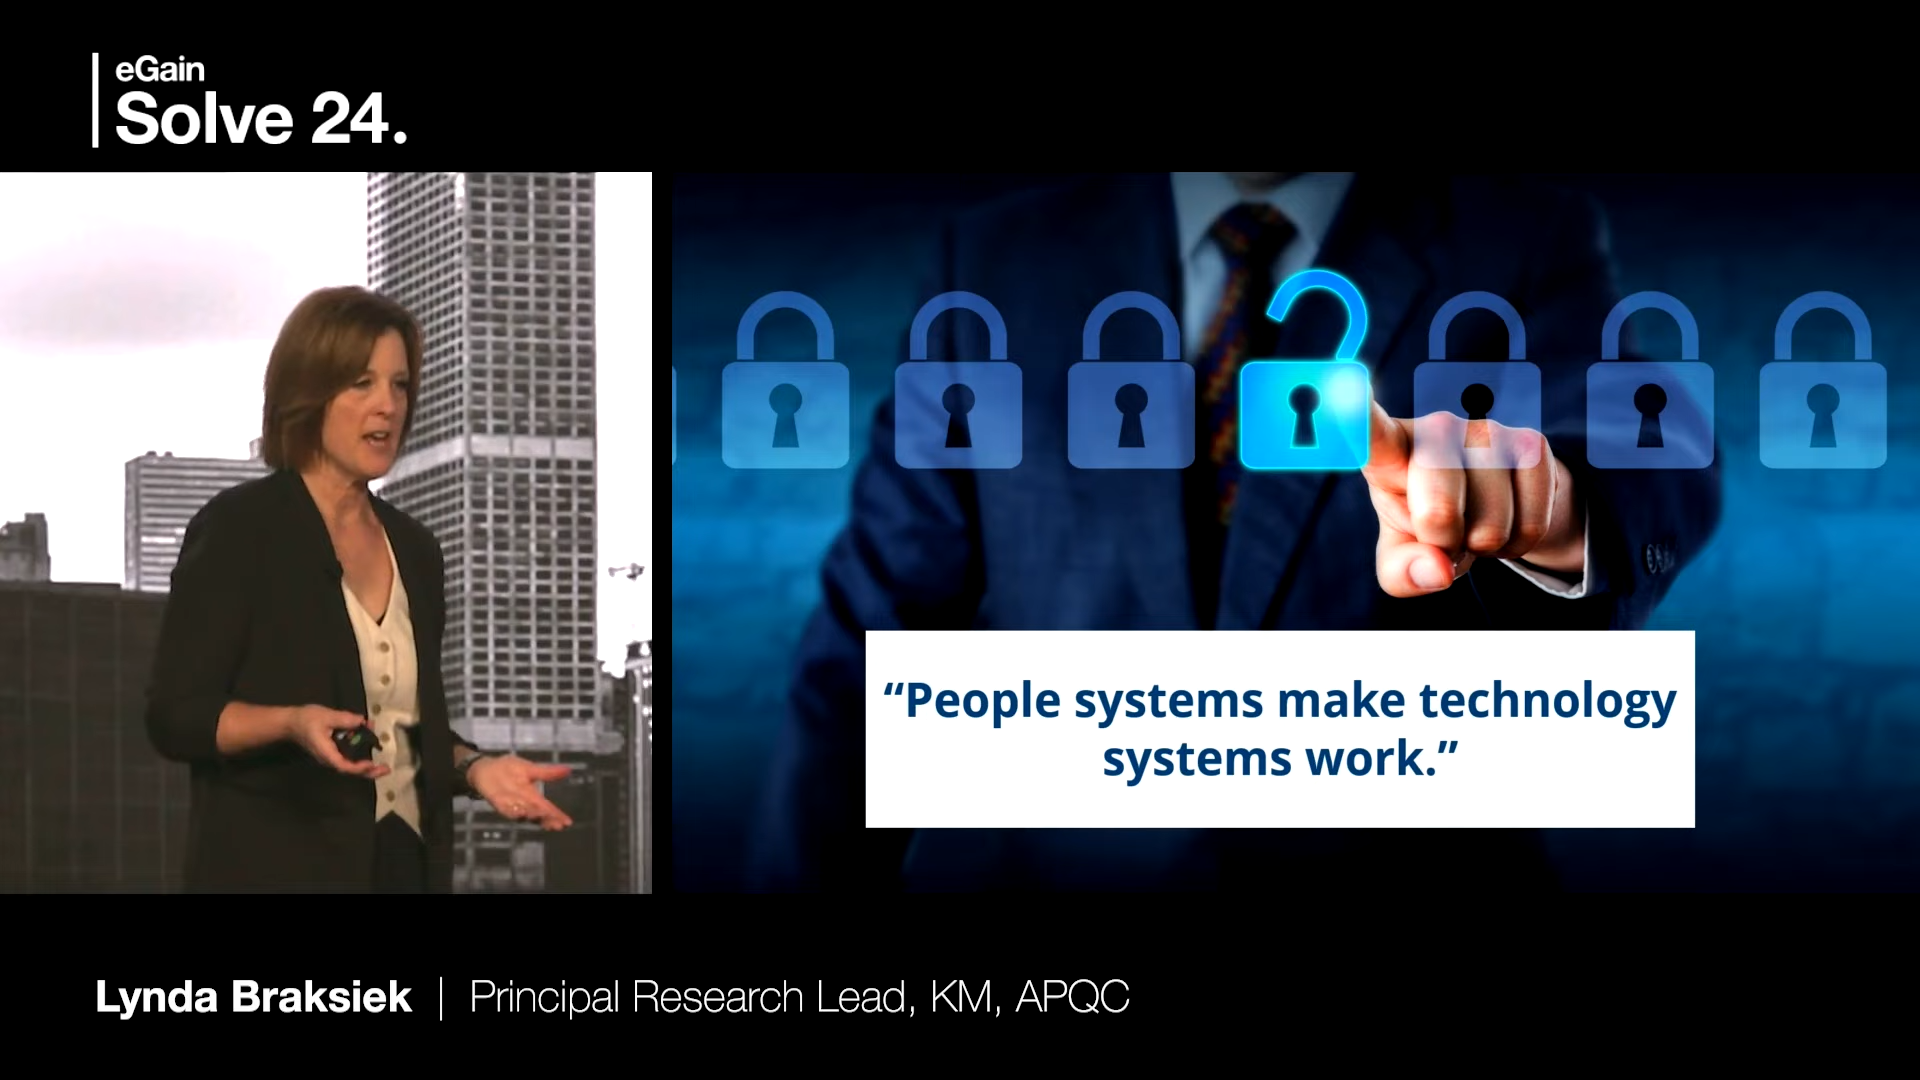 eGain
Solve 24.
“People systems make technology
systems work.”
Lynda Braksiek | Principal Research Lead, KM, APQC